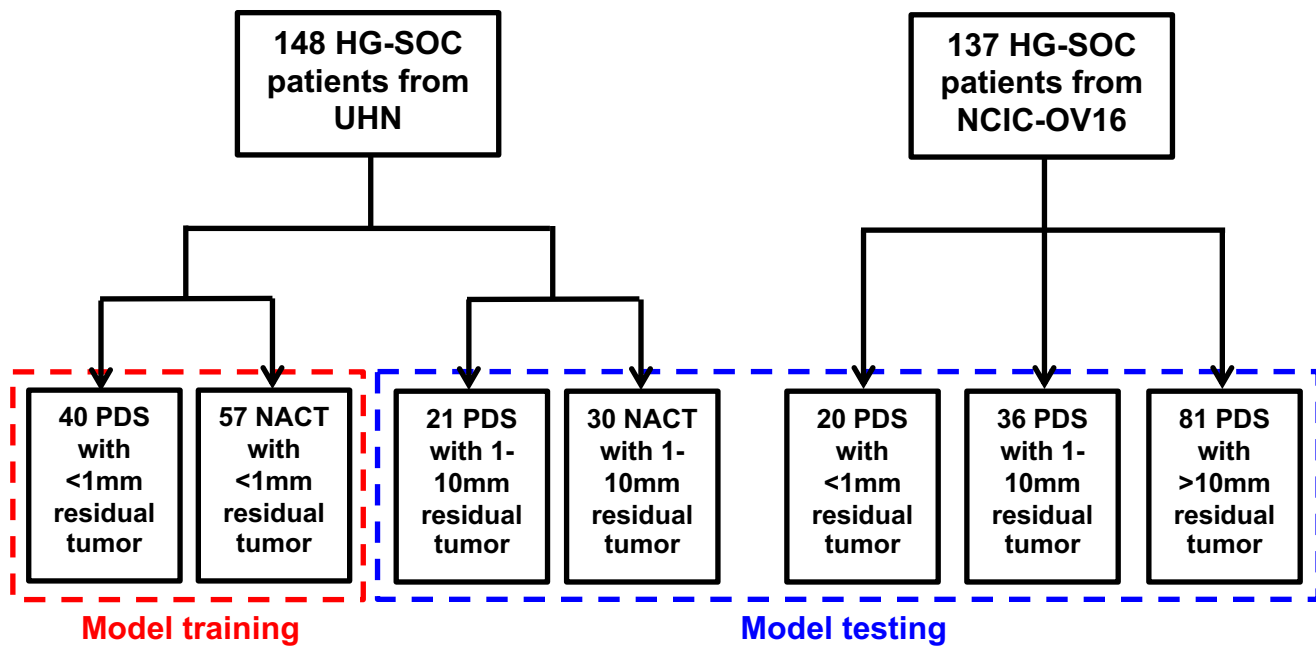 148 HG-SOC
patients from
UHN
137 HG-SOC
patients from
NCIC-OV16
40 PDS
with
<1mm
residual
tumor
57 NACT
with
<1mm
residual
tumor
21 PDS
with 1-
10mm
residual
tumor
30 NACT
with 1-
10mm
residual
tumor
20 PDS
with
<1mm
residual
tumor
36 PDS
with 1-
10mm
residual
tumor
81 PDS
with
>10mm
residual
tumor
Model training
Model testing